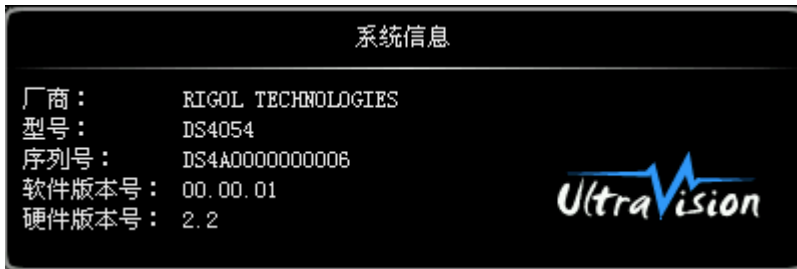 系统信息
厂商： RIGOL TECHNOLOGIES
型号： DS4054
序列号： DS4A0000000006
软件版本号： 00.00.01
硬件版本号： 2.2
UltraVision